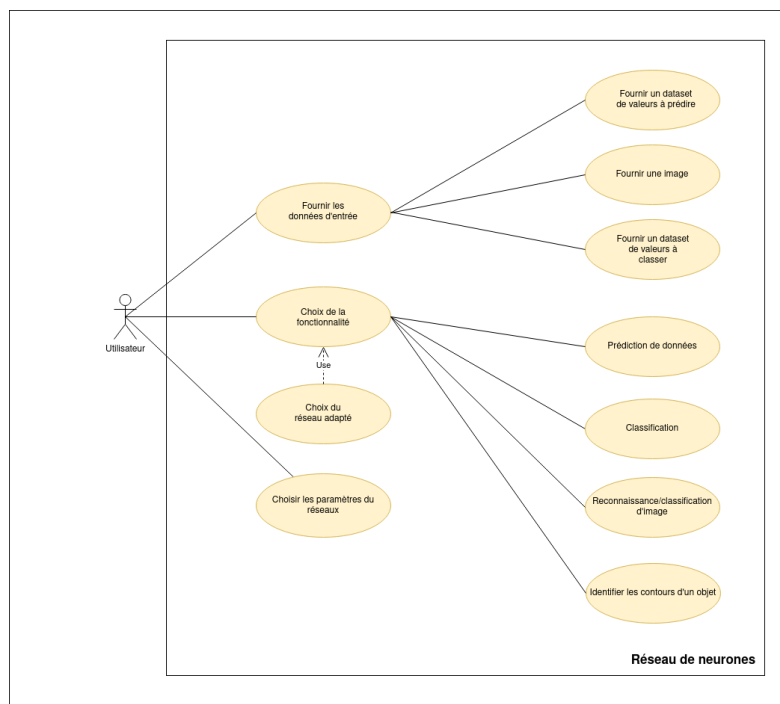 Fournir un dataset
de valeurs à prédire
Fournir une image
Fournir les
données d'entrée
Fournir un dataset
de valeurs à
classer
Choix de la
fonctionnalité
Utilisateur
Prédiction de données
Use
Choix du
réseau adapté
Classification
Choisir les paramètres du
réseaux
Reconnaissance/classification
d'image
Identifier les contours d'un objet
Réseau de neurones